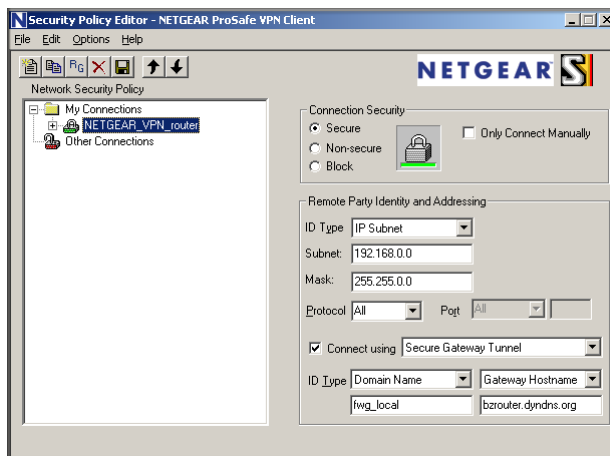 Security Policy Editor - NETGEAR ProSafe VPN Client
File Edit Options Help
NETGEAR S
Network Security Policy
My Connections
NETGEAR_VPN_router
Other Connections
Connection Security
Secure
Non-secure
Block
Only Connect Manually
Remote Party Identity and Addressing
ID Type IP Subnet
Subnet: 192.168.0.0
Mask: 255.255.0.0
Protocol All Port All
Connect using Secure Gateway Tunnel
ID Type Domain Name Gateway Hostname
fwg_local bzrouter.dyndns.org